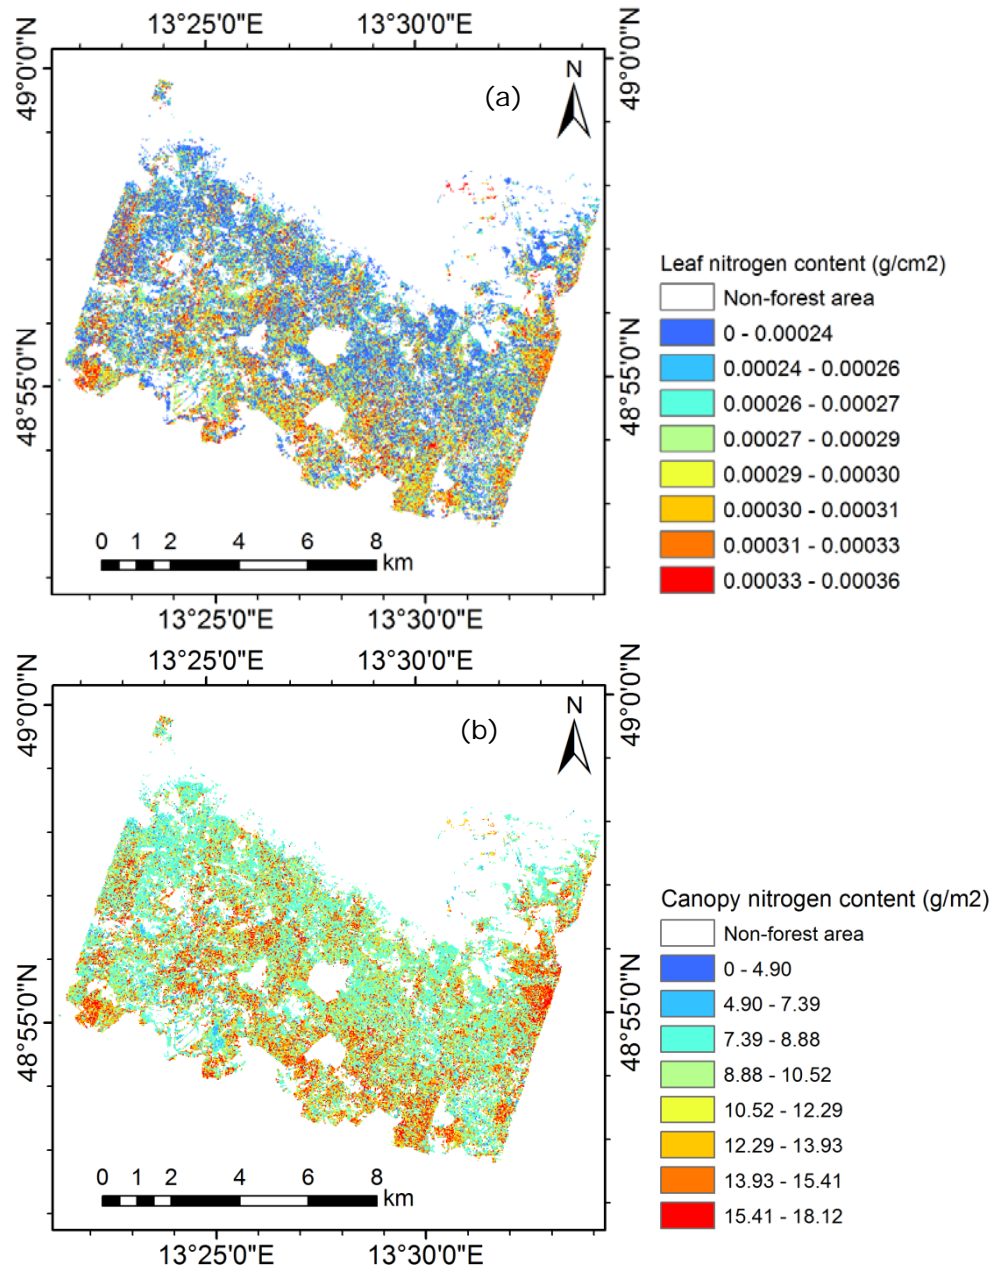 13°25'0"E 13°30'0"E
49°0'0"N
49°0'0"N
(a)
N
48°55'0"N
48°55'0"N
0 1 2 4 6 8
km
13°25'0"E 13°30'0"E
Leaf nitrogen content (g/cm2)
Non-forest area
0 - 0.00024
0.00024 - 0.00026
0.00026 - 0.00027
0.00027 - 0.00029
0.00029 - 0.00030
0.00030 - 0.00031
0.00031 - 0.00033
0.00033 - 0.00036
13°25'0"E 13°30'0"E
49°0'0"N
49°0'0"N
(b)
N
48°55'0"N
48°55'0"N
0 1 2 4 6 8
km
13°25'0"E 13°30'0"E
Canopy nitrogen content (g/m2)
Non-forest area
0 - 4.90
4.90 - 7.39
7.39 - 8.88
8.88 - 10.52
10.52 - 12.29
12.29 - 13.93
13.93 - 15.41
15.41 - 18.12